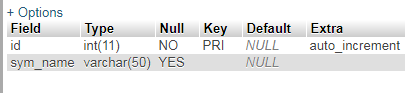 + Options
Field Type Null Key Default Extra
id int(11) NO PRI NULL auto_increment
sym_name varchar(50) YES NULL